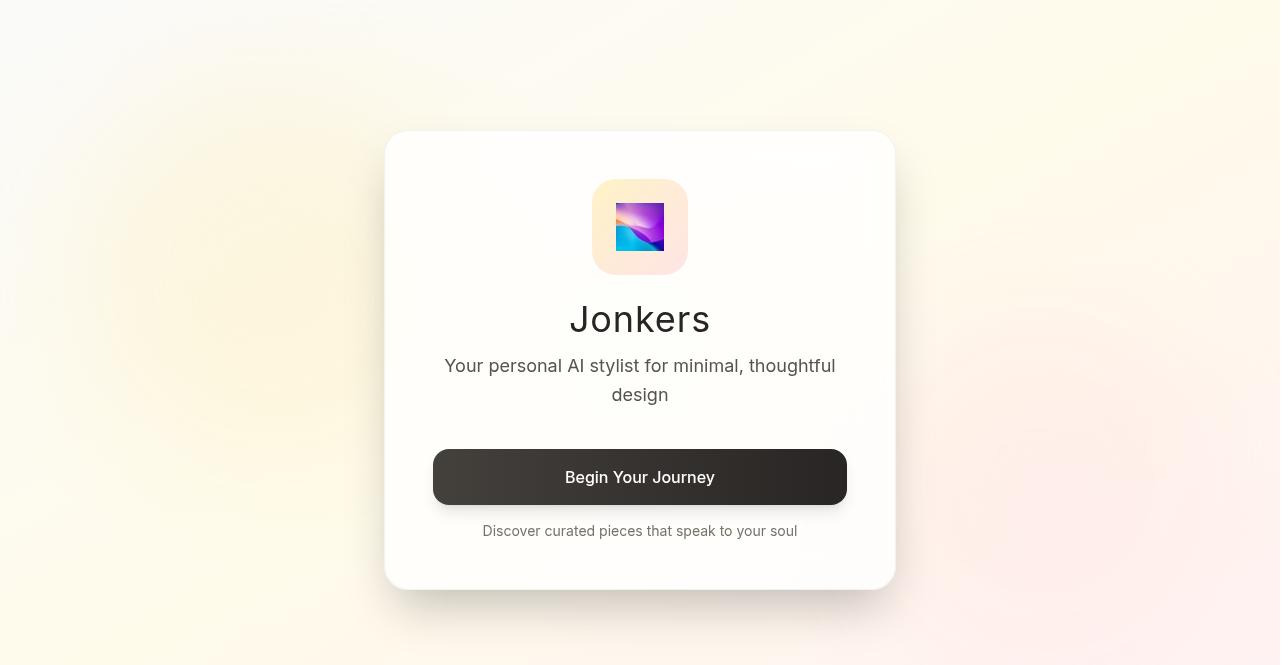 Jonkers
Your personal AI stylist for minimal, thoughtful
design
Begin Your Journey
Discover curated pieces that speak to your soul